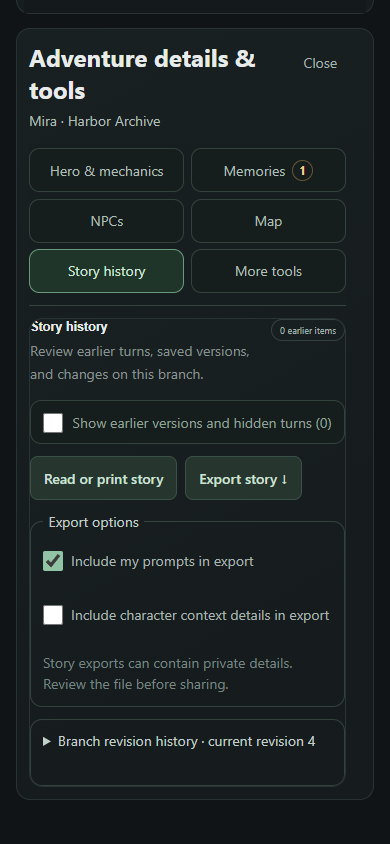 Adventure details &
tools
Close
Mira · Harbor Archive
Hero & mechanics
Memories 1
NPCs
Map
Story history
More tools
Story history
0 earlier items
Review earlier turns, saved versions,
and changes on this branch.
Show earlier versions and hidden turns (0)
Read or print story
Export story ↓
Export options
Include my prompts in export
Include character context details in export
Story exports can contain private details.
Review the file before sharing.
▶ Branch revision history · current revision 4